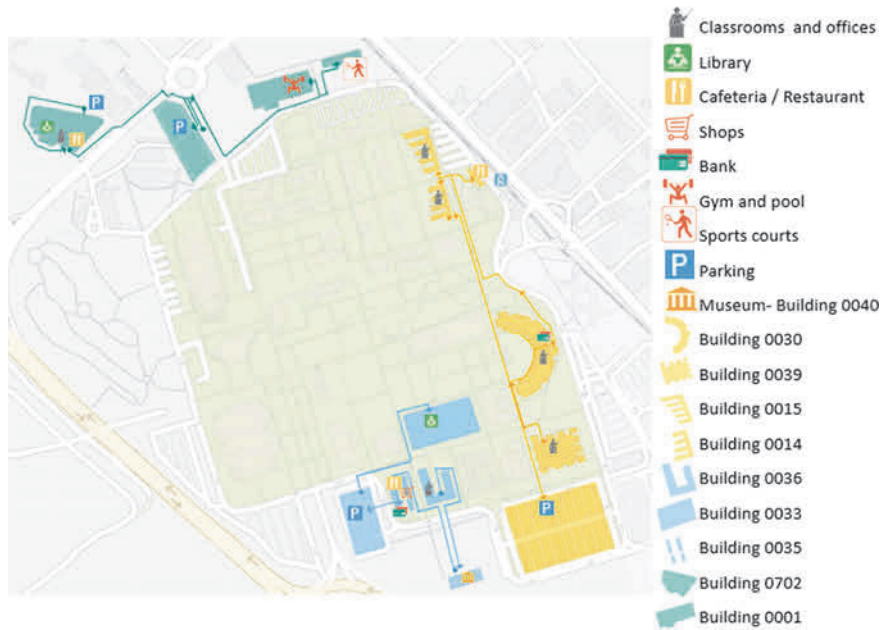 Classrooms and offices
Library
Cafeteria / Restaurant
Shops
Bank
Gym and pool
Sports courts
P Parking
Museum- Building 0040
Building 0030
Building 0039
Building 0015
Building 0014
Building 0036
Building 0033
Building 0035
Building 0702
Building 0001
P
P
P
P